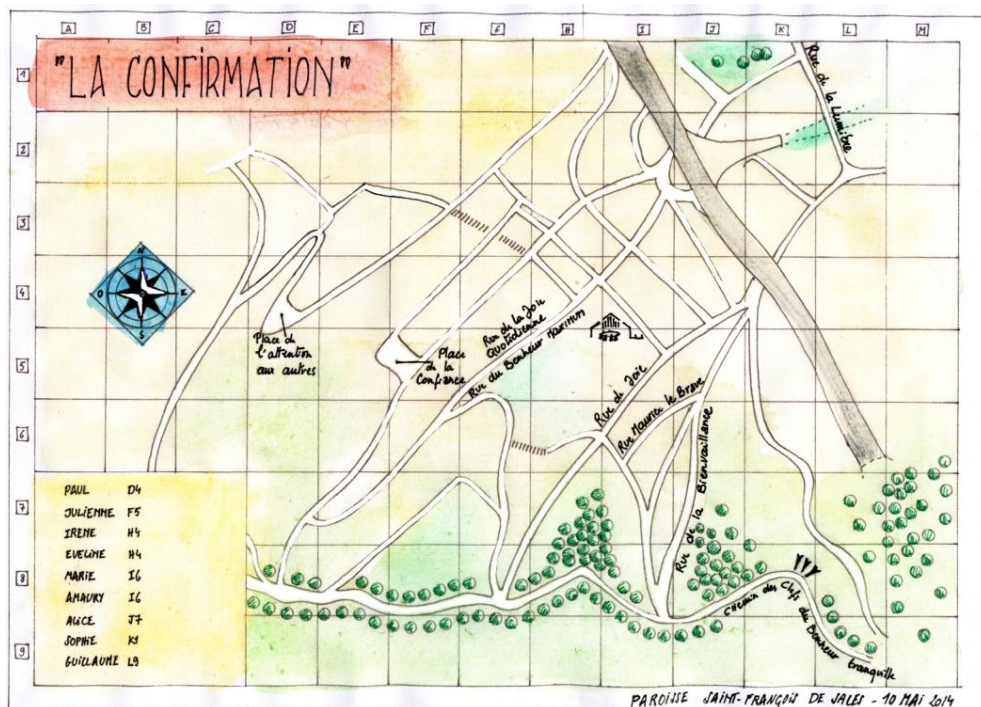 A B C D E F G H I J K L M
1
2
3
4
5
6
7
8
9
"LA CONFIRMATION"
Rue de la Lumière
N
O E
S
Place de
l'attention
aux autres
Place
de la
Confiance
Rue de la Joie
Quotidienne
Rue du Bonheur Maximum
Rue du Joie
Rue Maurice le Brave
Rue de la Bienvaillance
Chemin des Clefs du Bonheur tranquille
PAUL D4
JULIENNE F5
IRENE H4
EVELINE H4
MARIE I6
AMAURY I6
ALICE J7
SOPHIE K9
GUILLAUME L9
PAROISSE SAINT-FRANÇOIS DE SALES - 10 MAI 2014